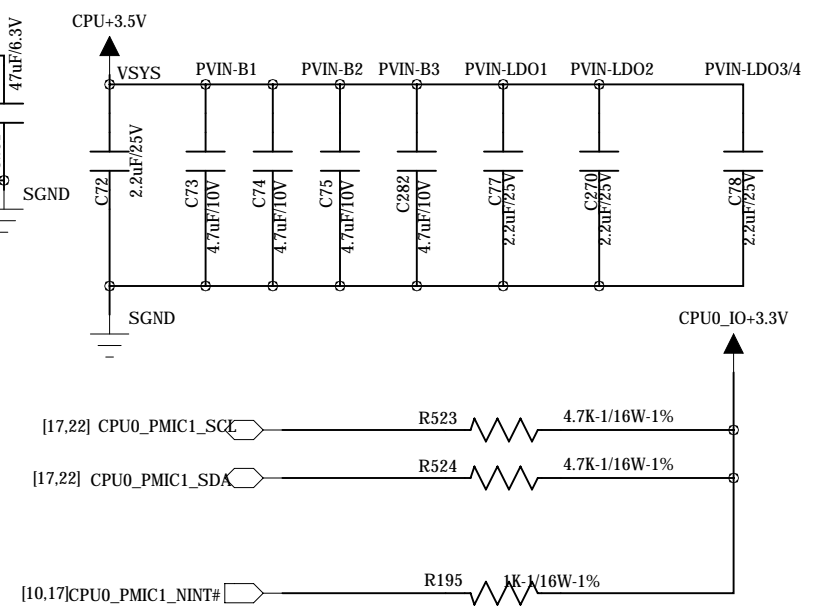 CPU+3.5V
47uF/6.3V
VSYS
PVIN-B1
PVIN-B2
PVIN-B3
PVIN-LDO1
PVIN-LDO2
PVIN-LDO3/4
SGND
C72
2.2uF/25V
C73
4.7uF/10V
C74
4.7uF/10V
C75
4.7uF/10V
C282
4.7uF/10V
C77
2.2uF/25V
C270
2.2uF/25V
C78
2.2uF/25V
SGND
CPU0_IO+3.3V
[17,22] CPU0_PMIC1_SCL
R523
4.7K-1/16W-1%
[17,22] CPU0_PMIC1_SDA
R524
4.7K-1/16W-1%
[10,17]CPU0_PMIC1_NINT#
R195
1K-1/16W-1%